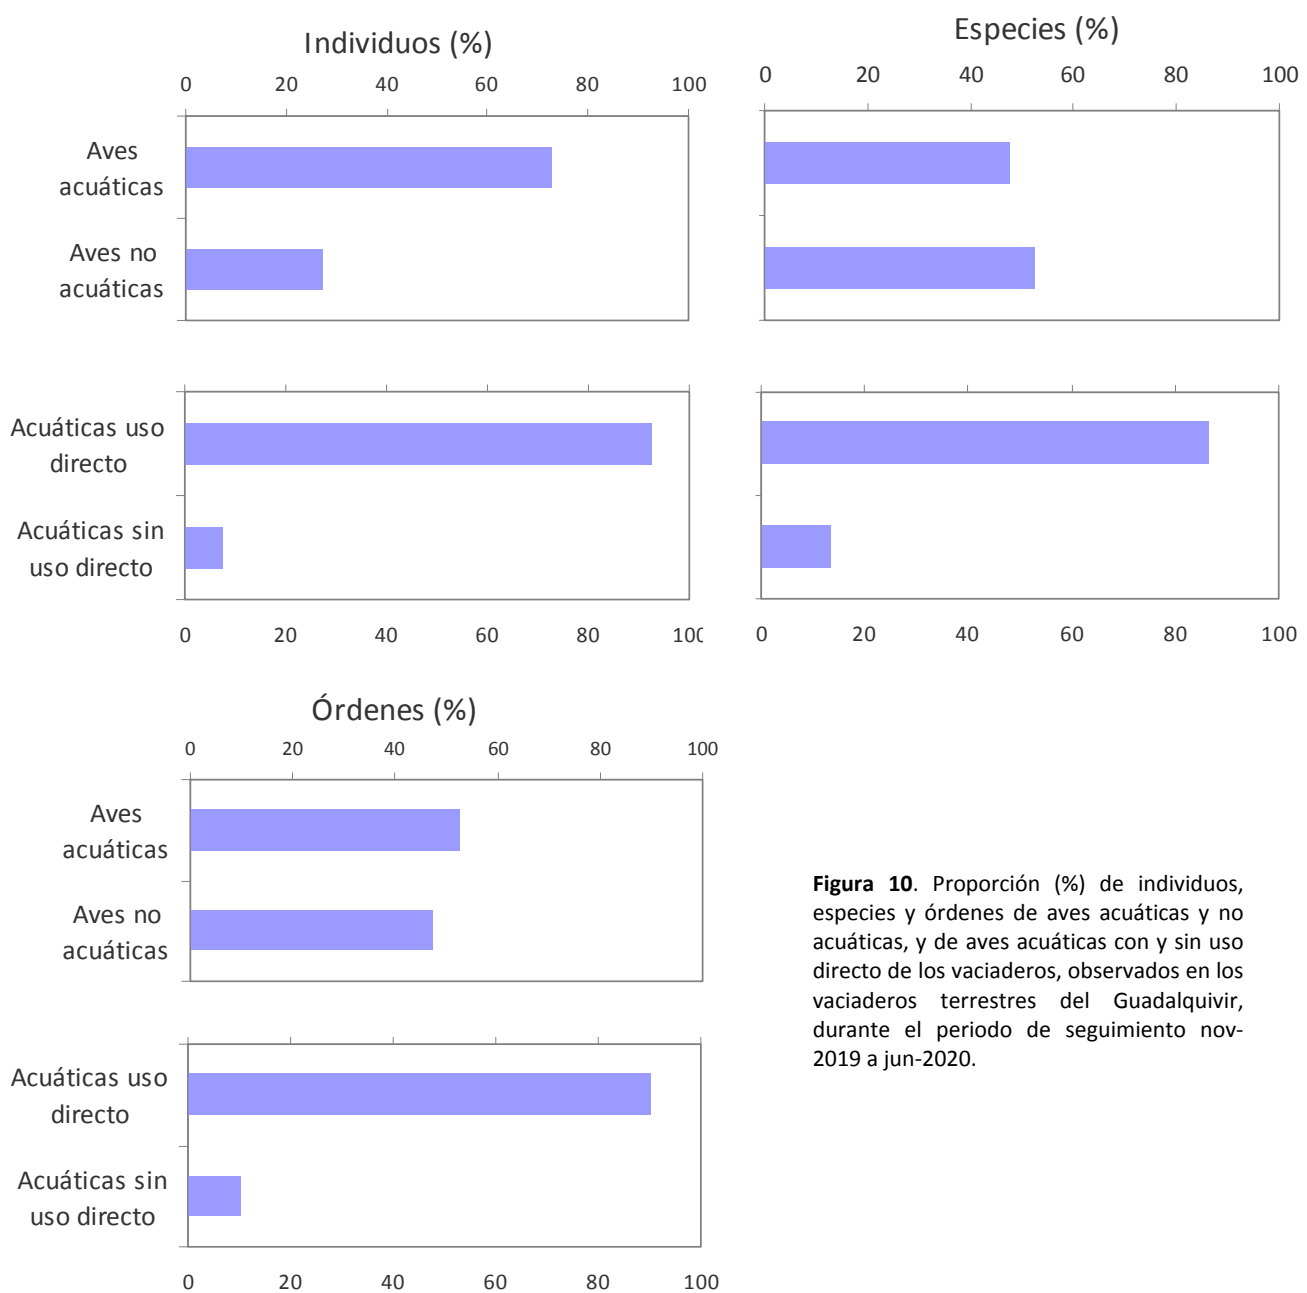 Individuos (%)
0 20 40 60 80 100
Aves
acuáticas
Aves no
acuáticas
Acuáticas uso
directo
Acuáticas sin
uso directo
0 20 40 60 80 100
Especies (%)
0 20 40 60 80 100
0 20 40 60 80 100
Órdenes (%)
0 20 40 60 80 100
Aves
acuáticas
Aves no
acuáticas
Acuáticas uso
directo
Acuáticas sin
uso directo
0 20 40 60 80 100
Figura 10. Proporción (%) de individuos,
especies y órdenes de aves acuáticas y no
acuáticas, y de aves acuáticas con y sin uso
directo de los vaciaderos, observados en los
vaciaderos terrestres del Guadalquivir,
durante el periodo de seguimiento nov-
2019 a jun-2020.